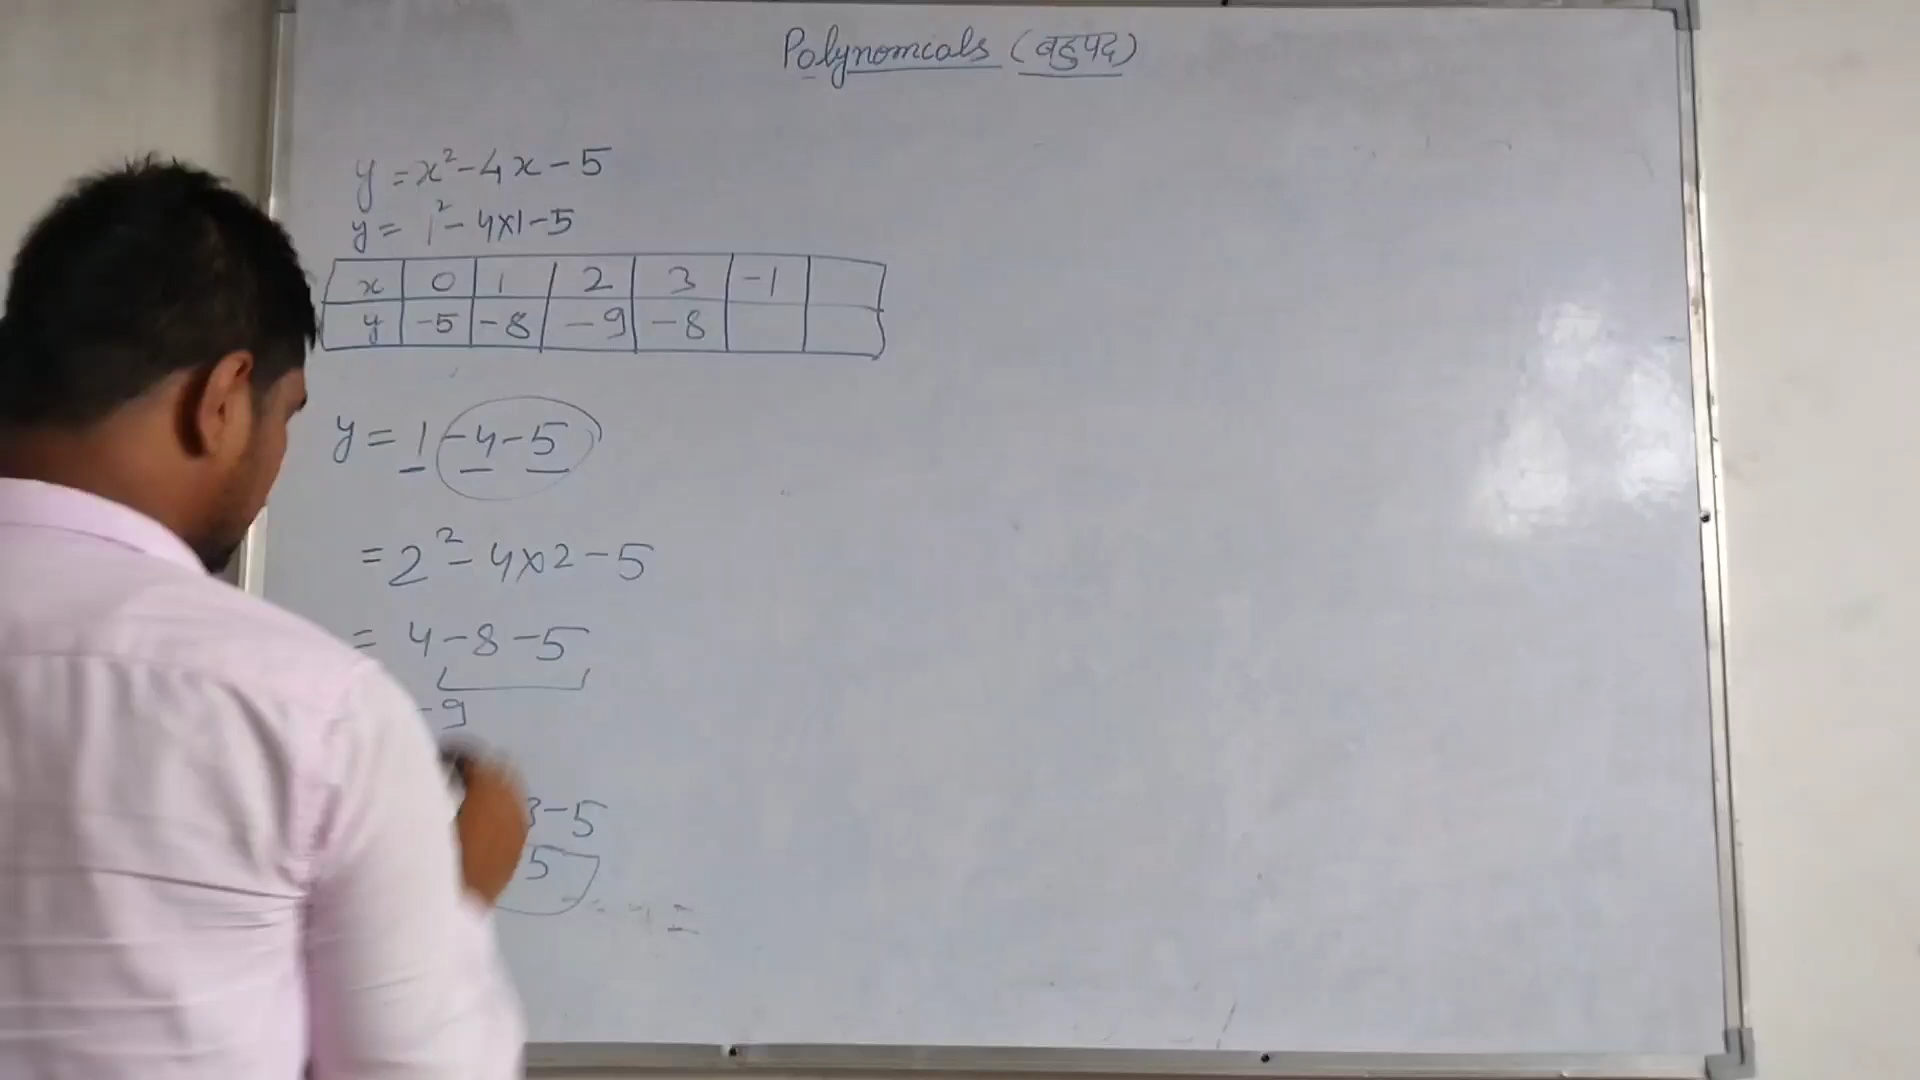 Polynomials (बहुपद)
y = x² - 4x - 5
y = 1² - 4x1 - 5
x 0 1 2 3 -1
y -5 -8 -9 -8
y = 1 - 4 - 5
= 2² - 4x2 - 5
= 4 - 8 - 5
-9
3 - 5
5